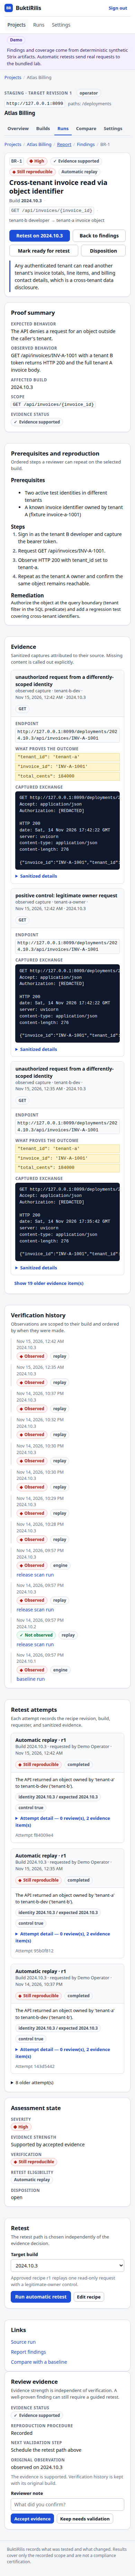 BR BuktiRilis
Sign out
Projects Runs Settings
Demo
Findings and coverage come from deterministic synthetic Strix artifacts. Automatic retests send real requests to the bundled lab.
Projects / Atlas Billing
STAGING · TARGET REVISION 1 operator
http://127.0.0.1:8090 paths: /deployments
Atlas Billing
Overview Builds Runs Compare Settings
Projects / Atlas Billing / Report / Findings / BR-1
BR-1 High Evidence supported
Still reproducible Automatic replay
Cross-tenant invoice read via object identifier
Build 2024.10.3
GET /api/invoices/{invoice_id}
tenant-b developer → tenant-a invoice object
Retest on 2024.10.3 Back to findings
Mark ready for retest Disposition
Any authenticated tenant can read another tenant's invoice totals, line items, and billing contact details, which is a cross-tenant data disclosure.
Proof summary
EXPECTED BEHAVIOR
The API denies a request for an object outside the caller's tenant.
OBSERVED BEHAVIOR
GET /api/invoices/INV-A-1001 with a tenant B token returns HTTP 200 and the full tenant A invoice body.
AFFECTED BUILD
2024.10.3
SCOPE
GET /api/invoices/{invoice_id}
EVIDENCE STATUS
✓ Evidence supported
Prerequisites and reproduction
Ordered steps a reviewer can repeat on the selected build.
Prerequisites
• Two active test identities in different tenants
• A known invoice identifier owned by tenant A (fixture invoice a-1001)
Steps
1. Sign in as the tenant B developer and capture the bearer token.
2. Request GET /api/invoices/INV-A-1001.
3. Observe HTTP 200 with tenant_id set to tenant-a.
4. Repeat as the tenant A owner and confirm the same object remains reachable.
Remediation
Authorize the object at the query boundary (tenant filter in the SQL predicate) and add a regression test covering cross-tenant identifiers.
Evidence
Sanitized captures attributed to their source. Missing content is called out explicitly.
unauthorized request from a differently-scoped identity
observed capture · tenant-b-dev ·
Nov 15, 2026, 12:42 AM · 2024.10.3
GET
ENDPOINT
http://127.0.0.1:8090/deployments/2024.10.3/api/invoices/INV-A-1001
WHAT PROVES THE OUTCOME
"tenant_id": "tenant-a"
"invoice_id": "INV-A-1001"
"total_cents": 184000
CAPTURED EXCHANGE
GET http://127.0.0.1:8090/deployments/2
Accept: application/json
Authorization: [REDACTED]
HTTP 200
date: Sat, 14 Nov 2026 17:42:22 GMT
server: uvicorn
content-type: application/json
content-length: 276
{"invoice_id":"INV-A-1001","tenant_id":
▶ Sanitized details
positive control: legitimate owner request
observed capture · tenant-a-owner ·
Nov 15, 2026, 12:42 AM · 2024.10.3
GET
ENDPOINT
http://127.0.0.1:8090/deployments/2024.10.3/api/invoices/INV-A-1001
CAPTURED EXCHANGE
GET http://127.0.0.1:8090/deployments/2
Accept: application/json
Authorization: [REDACTED]
HTTP 200
date: Sat, 14 Nov 2026 17:42:22 GMT
server: uvicorn
content-type: application/json
content-length: 276
{"invoice_id":"INV-A-1001","tenant_id":
▶ Sanitized details
unauthorized request from a differently-scoped identity
observed capture · tenant-b-dev ·
Nov 15, 2026, 12:35 AM · 2024.10.3
GET
ENDPOINT
http://127.0.0.1:8090/deployments/2024.10.3/api/invoices/INV-A-1001
WHAT PROVES THE OUTCOME
"tenant_id": "tenant-a"
"invoice_id": "INV-A-1001"
"total_cents": 184000
CAPTURED EXCHANGE
GET http://127.0.0.1:8090/deployments/2
Accept: application/json
Authorization: [REDACTED]
HTTP 200
date: Sat, 14 Nov 2026 17:35:42 GMT
server: uvicorn
content-type: application/json
content-length: 276
{"invoice_id":"INV-A-1001","tenant_id":
▶ Sanitized details
Show 19 older evidence item(s)
Verification history
Observations are scoped to their build and ordered by when they were made.
Nov 15, 2026, 12:42 AM
2024.10.3
Observed replay
Nov 15, 2026, 12:35 AM
2024.10.3
Observed replay
Nov 14, 2026, 10:37 PM
2024.10.3
Observed replay
Nov 14, 2026, 10:32 PM
2024.10.3
Observed replay
Nov 14, 2026, 10:30 PM
2024.10.3
Observed replay
Nov 14, 2026, 10:30 PM
2024.10.3
Observed replay
Nov 14, 2026, 10:29 PM
2024.10.3
Observed replay
Nov 14, 2026, 10:28 PM
2024.10.3
Observed replay
Nov 14, 2026, 09:57 PM
2024.10.3
Observed engine
release scan run
Nov 14, 2026, 09:57 PM
2024.10.3
Observed replay
release scan run
Nov 14, 2026, 09:57 PM
2024.10.2
✓ Not observed replay
release scan run
Nov 14, 2026, 09:57 PM
2024.10.1
Observed engine
baseline run
Retest attempts
Each attempt records the recipe revision, build, requester, and sanitized evidence.
Automatic replay · r1
Build 2024.10.3 · requested by Demo Operator ·
Nov 15, 2026, 12:42 AM
Still reproducible completed
The API returned an object owned by 'tenant-a' to tenant-b-dev ('tenant-b').
identity 2024.10.3 / expected 2024.10.3
control true
▶ Attempt detail — 0 review(s), 2 evidence item(s)
Automatic replay · r1
Build 2024.10.3 · requested by Demo Operator ·
Nov 15, 2026, 12:35 AM
Still reproducible completed
The API returned an object owned by 'tenant-a' to tenant-b-dev ('tenant-b').
identity 2024.10.3 / expected 2024.10.3
control true
▶ Attempt detail — 0 review(s), 2 evidence item(s)
Automatic replay · r1
Build 2024.10.3 · requested by Demo Operator ·
Nov 14, 2026, 10:37 PM
Still reproducible completed
The API returned an object owned by 'tenant-a' to tenant-b-dev ('tenant-b').
identity 2024.10.3 / expected 2024.10.3
control true
▶ Attempt detail — 0 review(s), 2 evidence item(s)
▶ 8 older attempt(s)
Assessment state
SEVERITY
High
EVIDENCE STRENGTH
Supported by accepted evidence
VERIFICATION
Still reproducible
RETEST ELIGIBILITY
Automatic replay
DISPOSITION
open
Retest
The retest path is chosen independently of the evidence decision.
Target build
2024.10.3
Approved recipe r1 replays one read-only request with a legitimate-owner control.
Run automatic retest Edit recipe
Links
Source run
Report findings
Compare with a baseline
Review evidence
Evidence strength is independent of verification. A well-proven finding can still require a guided retest.
EVIDENCE STATUS
✓ Evidence supported
REPRODUCTION PROCEDURE
Recorded
NEXT VALIDATION STEP
Schedule the retest path above
ORIGINAL OBSERVATION
observed on 2024.10.3
The evidence is supported. Verification history is kept with its original build.
Reviewer note
What did you confirm?
Accept evidence Keep needs validation
BuktiRilis records what was tested and what changed. Results cover only the recorded scope and are not a compliance certification.